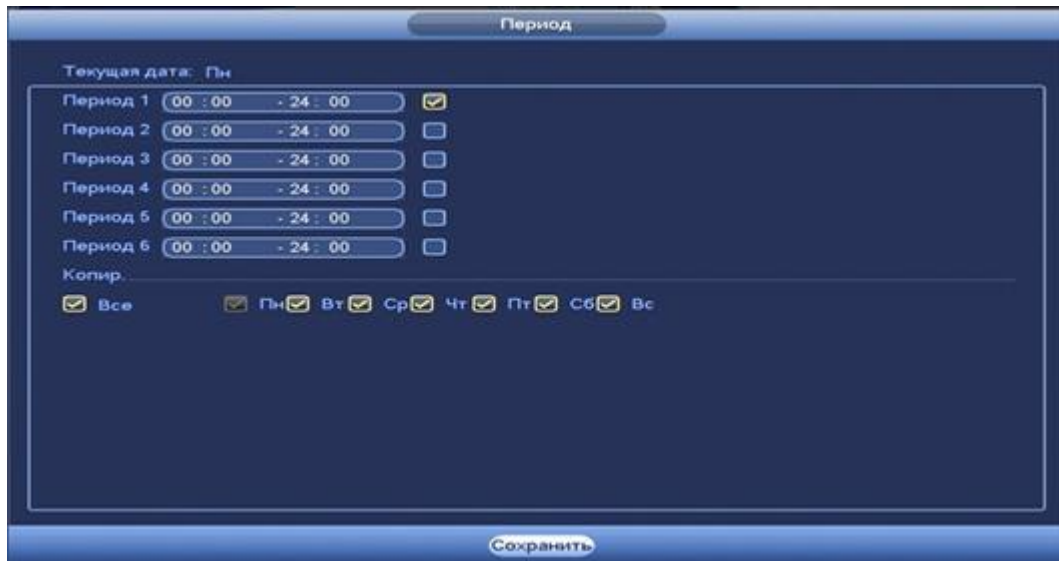 Период
Текущая дата: Пн
Период 1 00 : 00 - 24 : 00
Период 2 00 : 00 - 24 : 00
Период 3 00 : 00 - 24 : 00
Период 4 00 : 00 - 24 : 00
Период 5 00 : 00 - 24 : 00
Период 6 00 : 00 - 24 : 00
Копир.
Все Пн Вт Ср Чт Пт Сб Вс
Сохранить